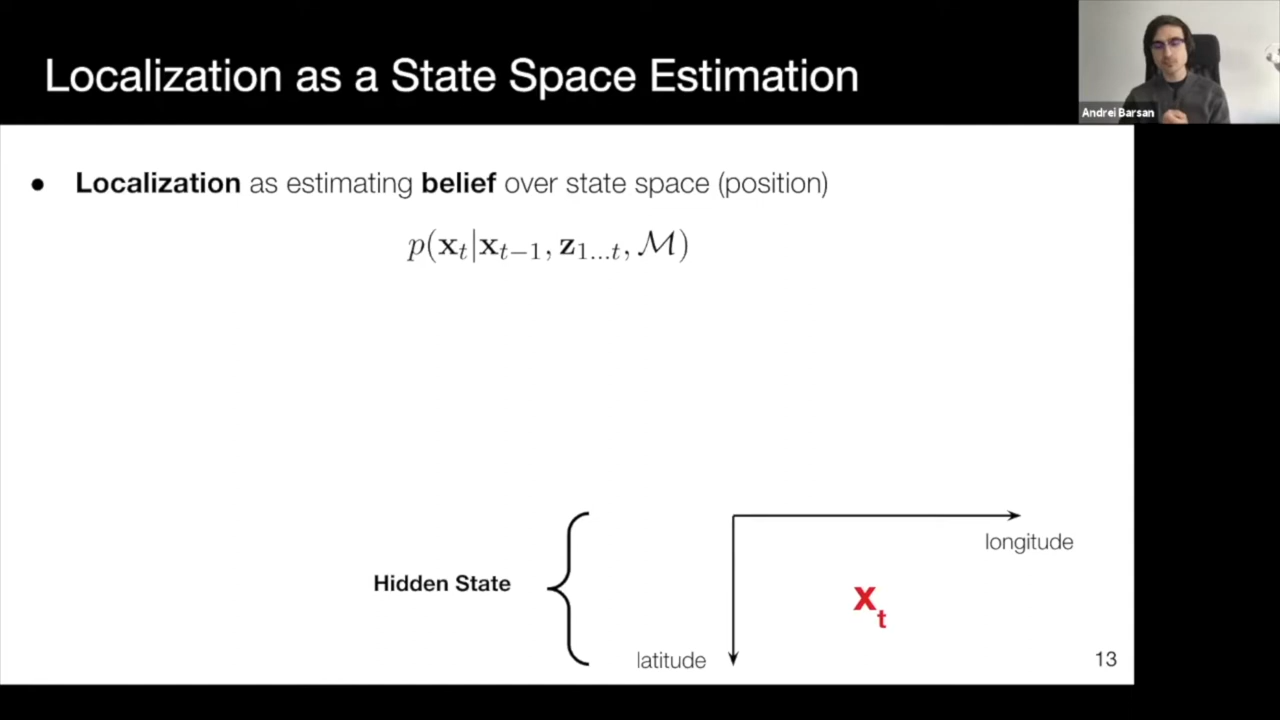 Localization as a State Space Estimation
Andrei Barsan
● Localization as estimating belief over state space (position)
p(x_t|x_{t−1}, z_{1...t}, ℳ)
longitude
Hidden State
x_t
latitude
13